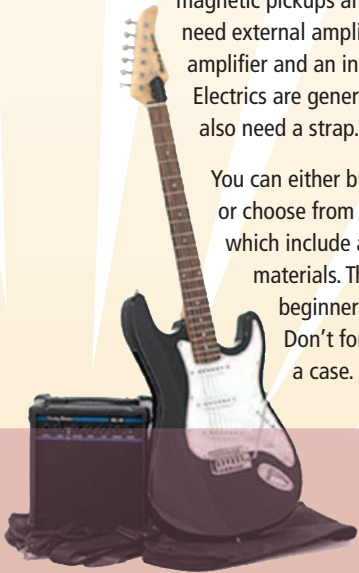 magnetic pickups a
need external ampli
amplifier and an in
Electrics are gener
also need a strap.
You can either b
or choose from
which include a
materials. Th
beginner
Don't for
a case.